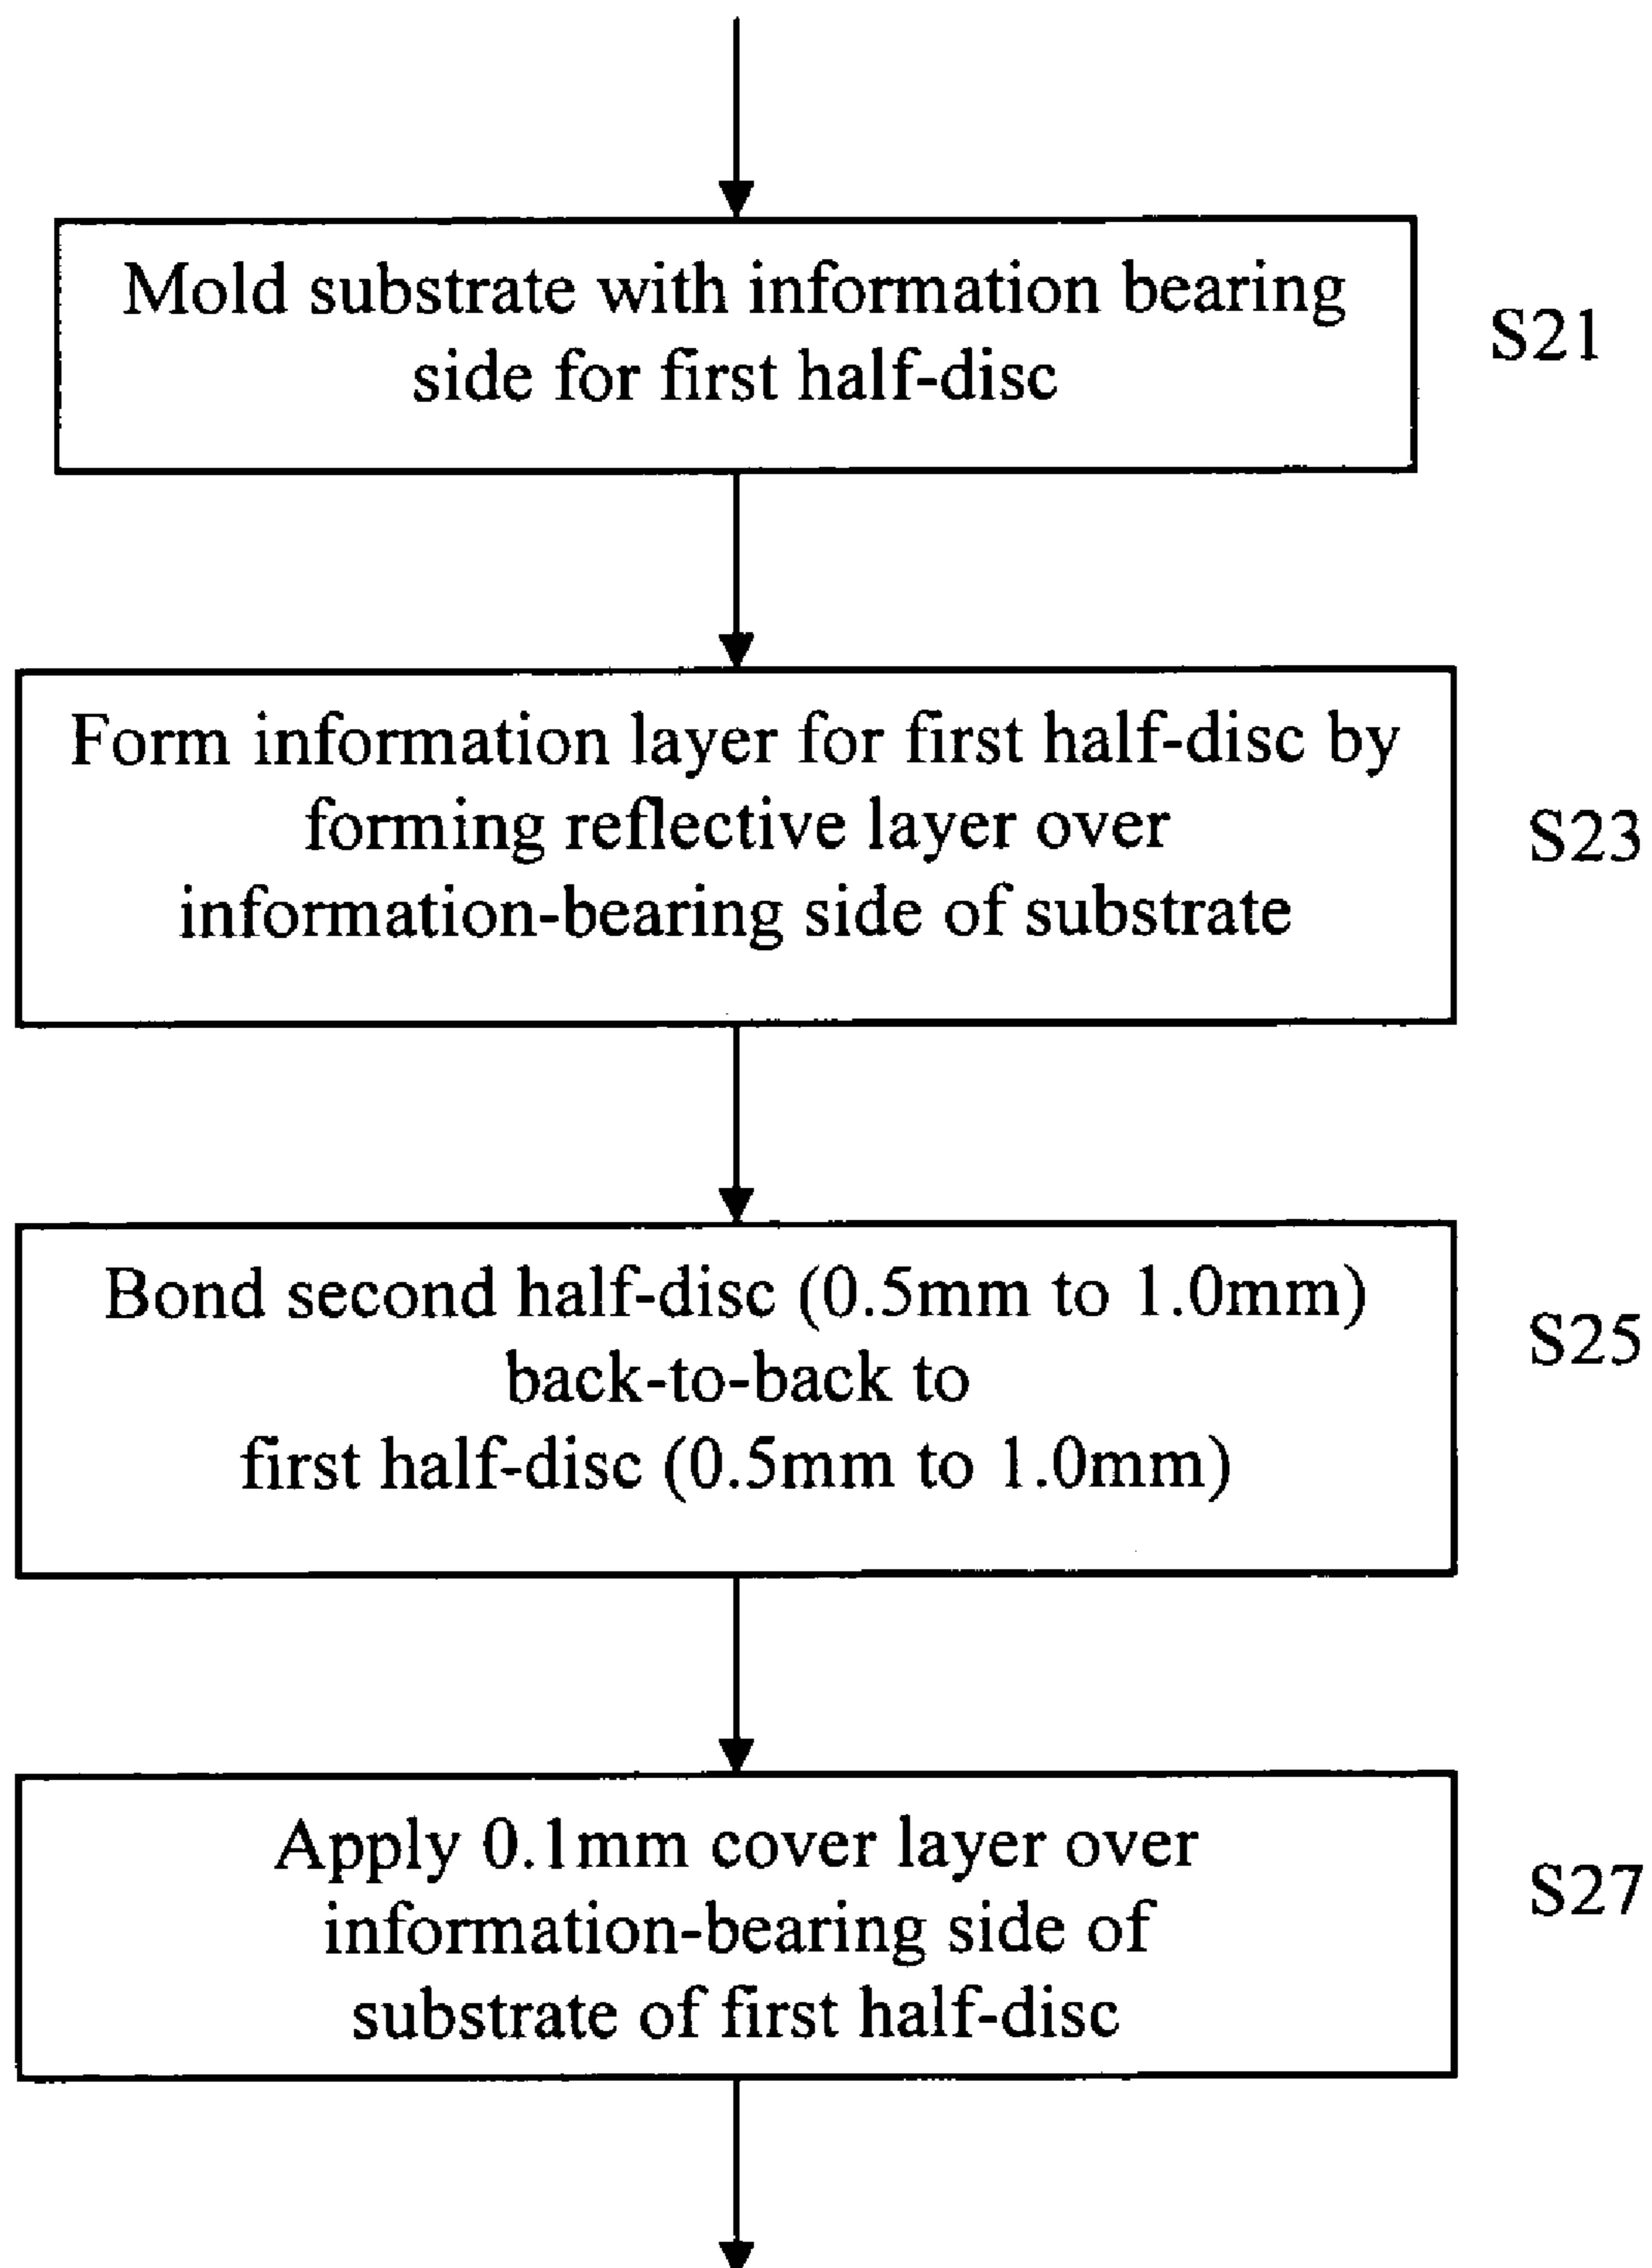 Mold substrate with information bearing
side for first half-disc
S21
Form information layer for first half-disc by
forming reflective layer over
information-bearing side of substrate
S23
Bond second half-disc (0.5mm to 1.0mm)
back-to-back to
first half-disc (0.5mm to 1.0mm)
S25
Apply 0.1mm cover layer over
information-bearing side of
substrate of first half-disc
S27